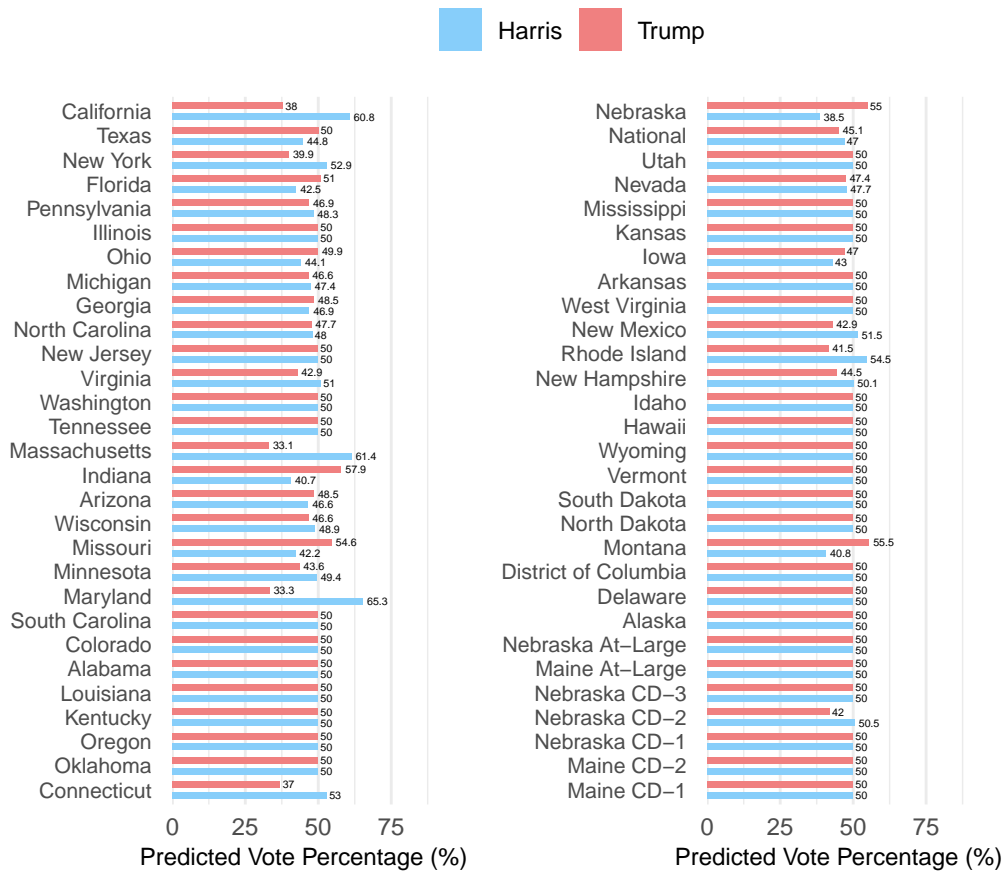 Harris Trump
California 38
60.8
Texas 50
44.8
New York 39.9
52.9
Florida 51
42.5
Pennsylvania 46.9
48.3
Illinois 50
50
Ohio 49.9
44.1
Michigan 46.6
47.4
Georgia 48.5
46.9
North Carolina 47.7
48
New Jersey 50
50
Virginia 42.9
51
Washington 50
50
Tennessee 50
50
Massachusetts 33.1
61.4
Indiana 57.9
40.7
Arizona 48.5
46.6
Wisconsin 46.6
48.9
Missouri 54.6
42.2
Minnesota 43.6
49.4
Maryland 33.3
65.3
South Carolina 50
50
Colorado 50
50
Alabama 50
50
Louisiana 50
50
Kentucky 50
50
Oregon 50
50
Oklahoma 50
50
Connecticut 37
53
0 25 50 75
Predicted Vote Percentage (%)
Nebraska 55
38.5
National 45.1
47
Utah 50
50
Nevada 47.4
47.7
Mississippi 50
50
Kansas 50
50
Iowa 47
43
Arkansas 50
50
West Virginia 50
50
New Mexico 42.9
51.5
Rhode Island 41.5
54.5
New Hampshire 44.5
50.1
Idaho 50
50
Hawaii 50
50
Wyoming 50
50
Vermont 50
50
South Dakota 50
50
North Dakota 50
50
Montana 55.5
40.8
District of Columbia 50
50
Delaware 50
50
Alaska 50
50
Nebraska At−Large 50
50
Maine At−Large 50
50
Nebraska CD−3 50
50
Nebraska CD−2 42
50.5
Nebraska CD−1 50
50
Maine CD−2 50
50
Maine CD−1 50
50
0 25 50 75
Predicted Vote Percentage (%)